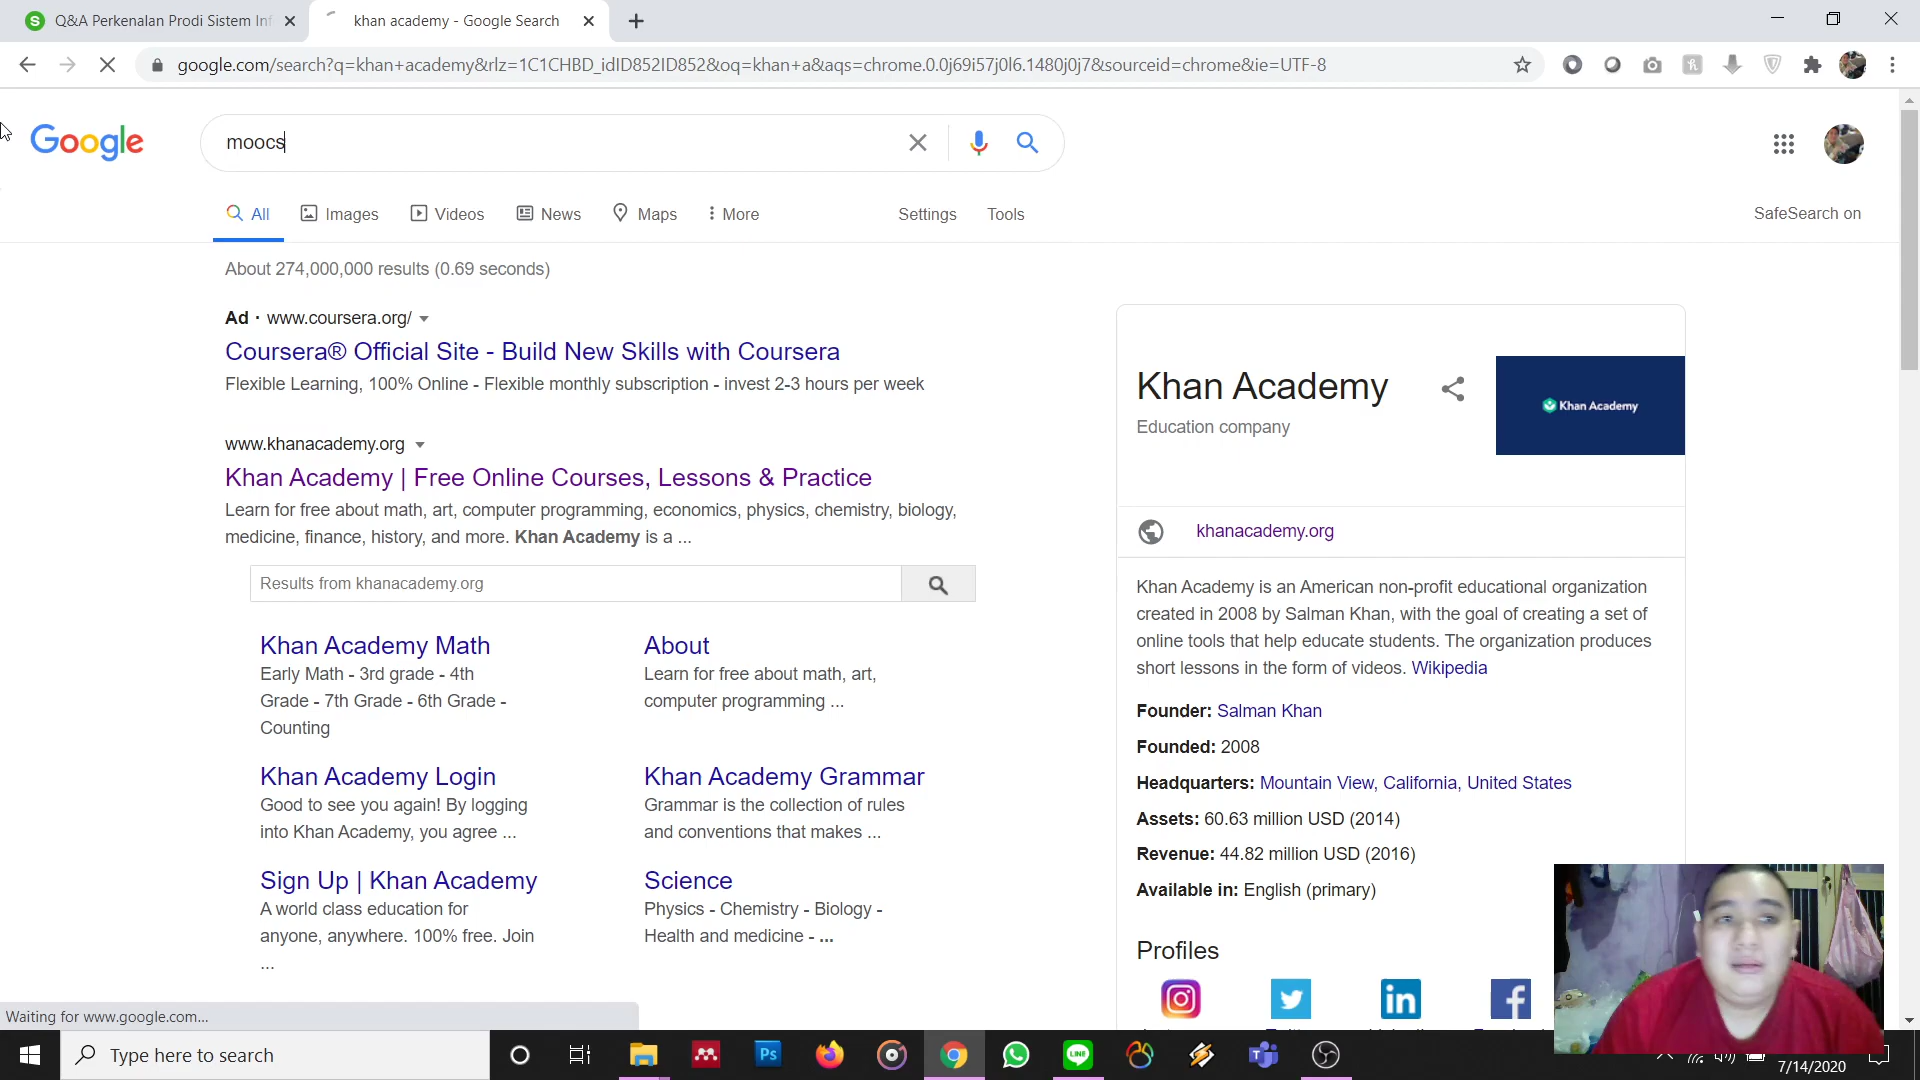 Q&A Perkenalan Prodi Sistem Inf
khan academy - Google Search
google.com/search?q=khan+academy&rlz=1C1CHBD_idID852ID852&oq=khan+a&aqs=chrome.0.0j69i57j0l6.1480j0j7&sourceid=chrome&ie=UTF-8
Google
moocs
All
Images
Videos
News
Maps
More
Settings
Tools
SafeSearch on
About 274,000,000 results (0.69 seconds)
Ad · www.coursera.org/
Coursera® Official Site - Build New Skills with Coursera
Flexible Learning, 100% Online - Flexible monthly subscription - invest 2-3 hours per week
www.khanacademy.org
Khan Academy | Free Online Courses, Lessons & Practice
Learn for free about math, art, computer programming, economics, physics, chemistry, biology,
medicine, finance, history, and more. Khan Academy is a ...
Results from khanacademy.org
Khan Academy Math
Early Math - 3rd grade - 4th
Grade - 7th Grade - 6th Grade -
Counting
About
Learn for free about math, art,
computer programming ...
Khan Academy Login
Good to see you again! By logging
into Khan Academy, you agree ...
Khan Academy Grammar
Grammar is the collection of rules
and conventions that makes ...
Sign Up | Khan Academy
A world class education for
anyone, anywhere. 100% free. Join
...
Science
Physics - Chemistry - Biology -
Health and medicine - ...
Khan Academy
Education company
Khan Academy
khanacademy.org
Khan Academy is an American non-profit educational organization
created in 2008 by Salman Khan, with the goal of creating a set of
online tools that help educate students. The organization produces
short lessons in the form of videos. Wikipedia
Founder: Salman Khan
Founded: 2008
Headquarters: Mountain View, California, United States
Assets: 60.63 million USD (2014)
Revenue: 44.82 million USD (2016)
Available in: English (primary)
Profiles
Waiting for www.google.com...
Type here to search
Ps
LINE
7/14/2020